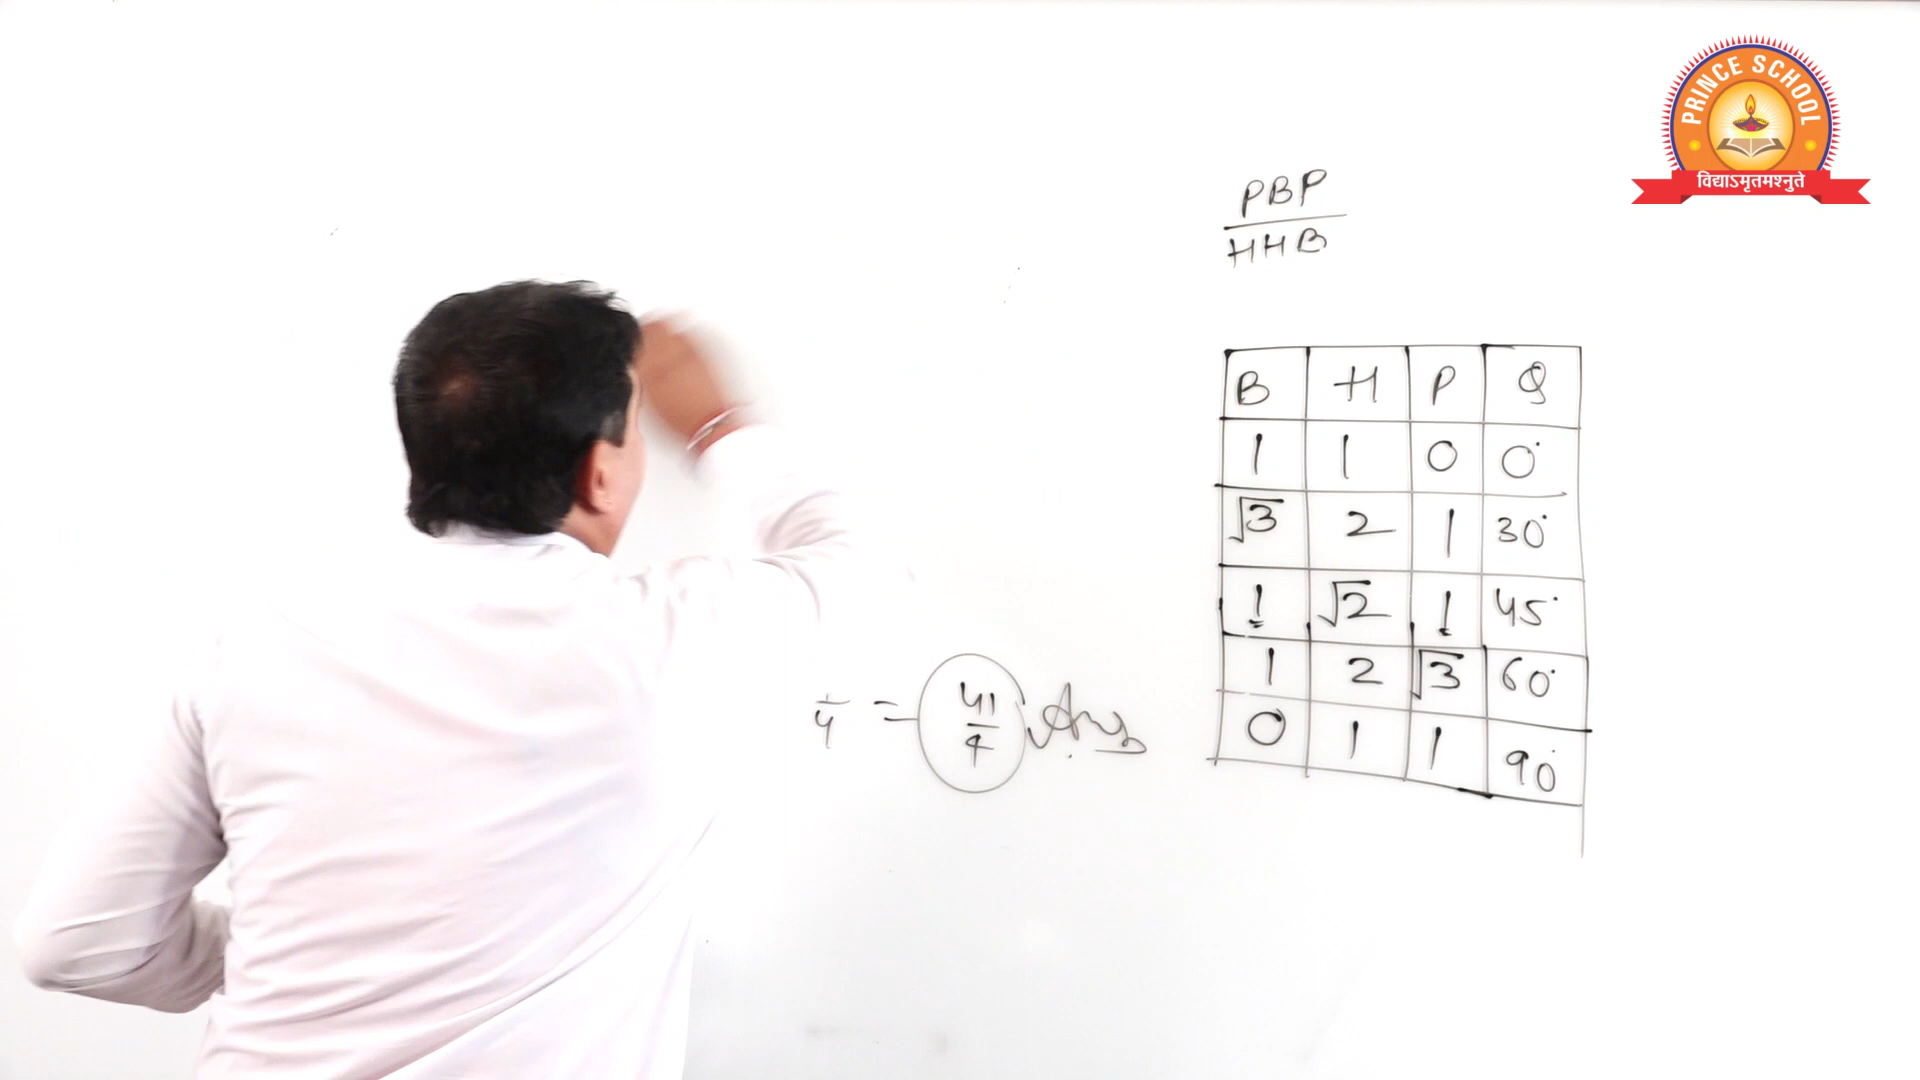 PRINCE SCHOOL
विद्याऽमृतमश्नुते
PBP
HHB
B H P Q
1 1 0 0°
√3 2 1 30°
1 √2 1 45°
1 2 √3 60°
0 1 1 90°
4 = 41/4 Ans